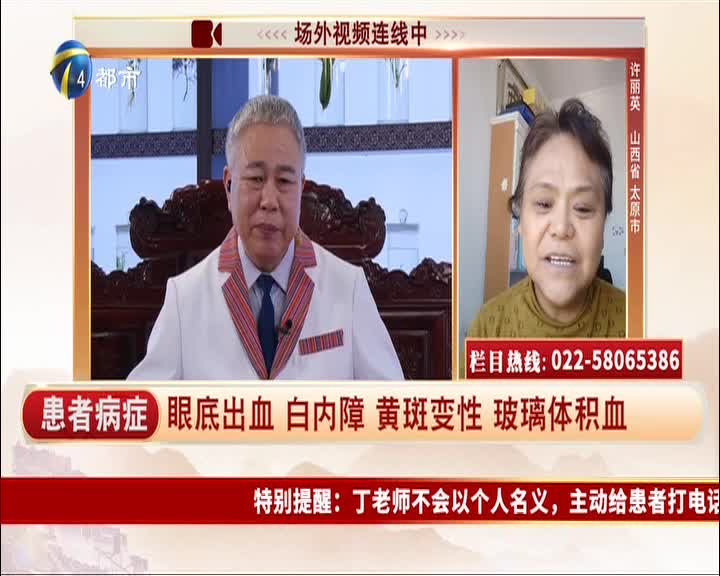 <<<< 场外视频连线中 >>>>
4 都市
许丽英 山西省 太原市
栏目热线: 022-58065386
患者病症 眼底出血 白内障 黄斑变性 玻璃体积血
特别提醒：丁老师不会以个人名义，主动给患者打电话